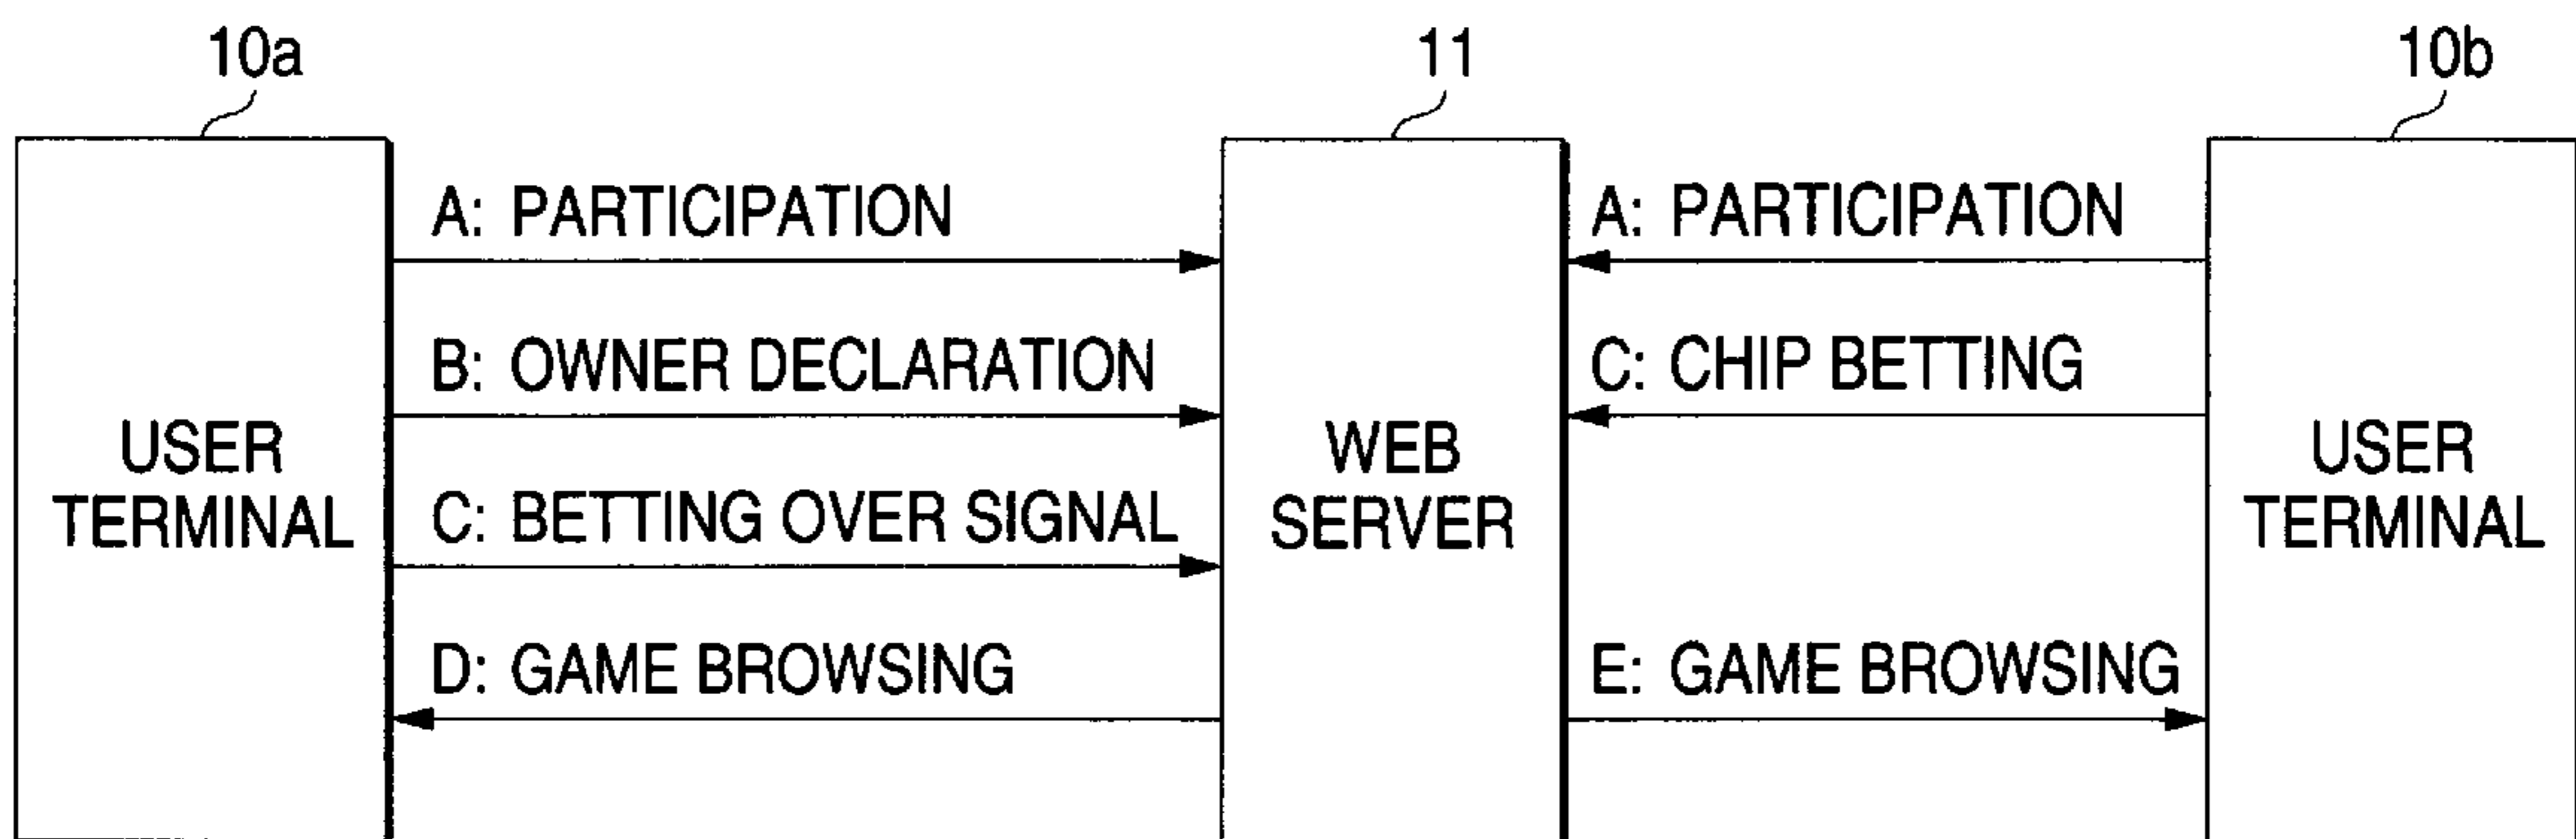 10a
11
10b
A: PARTICIPATION
A: PARTICIPATION
B: OWNER DECLARATION
C: CHIP BETTING
USER
TERMINAL
WEB
SERVER
USER
TERMINAL
C: BETTING OVER SIGNAL
D: GAME BROWSING
E: GAME BROWSING